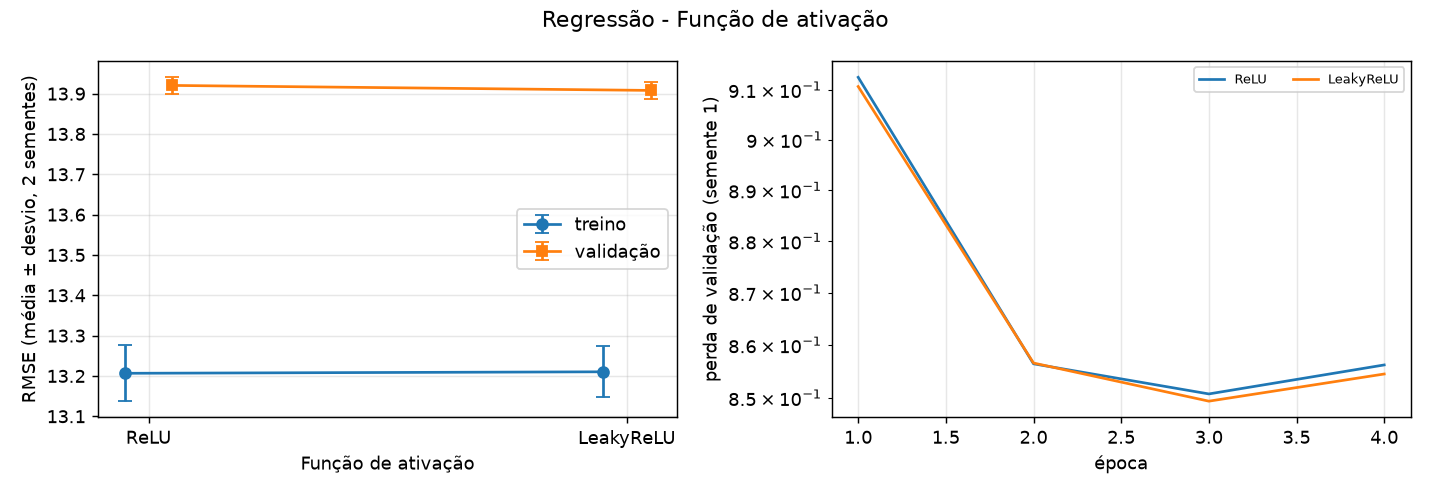 Regressão - Função de ativação
RMSE (média ± desvio, 2 sementes)
13.9
13.8
13.7
13.6
13.5
13.4
13.3
13.2
13.1
treino
validação
ReLU
LeakyReLU
Função de ativação
perda de validação (semente 1)
9.1 × 10⁻¹
9 × 10⁻¹
8.9 × 10⁻¹
8.8 × 10⁻¹
8.7 × 10⁻¹
8.6 × 10⁻¹
8.5 × 10⁻¹
ReLU LeakyReLU
1.0 1.5 2.0 2.5 3.0 3.5 4.0
época